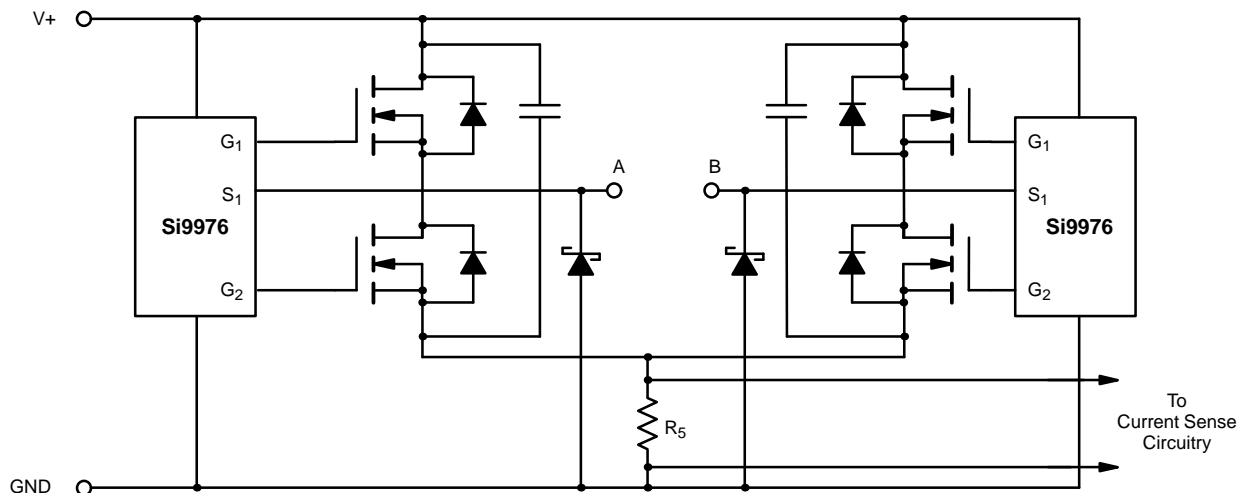 V+
G1
G1
A
B
S1
S1
Si9976
Si9976
G2
G2
R5
To
Current Sense
Circuitry
GND